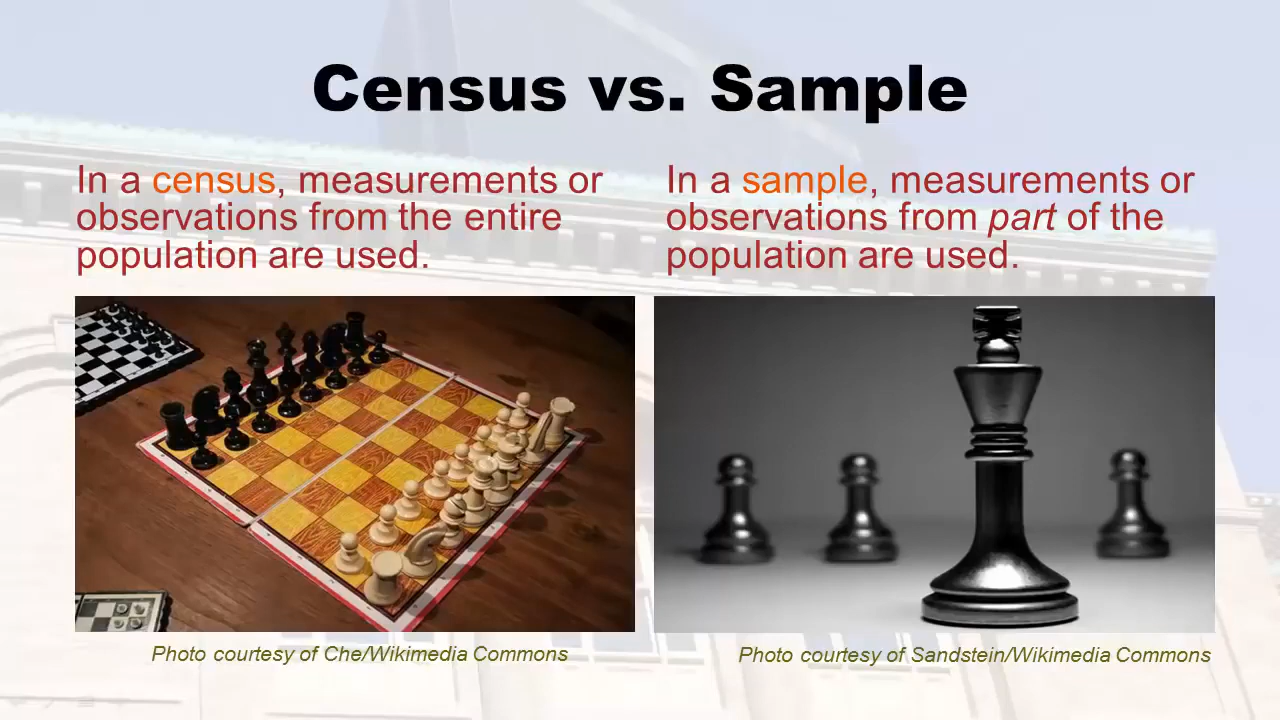 Census vs. Sample
In a census, measurements or
observations from the entire
population are used.
In a sample, measurements or
observations from part of the
population are used.
Photo courtesy of Che/Wikimedia Commons
Photo courtesy of Sandstein/Wikimedia Commons